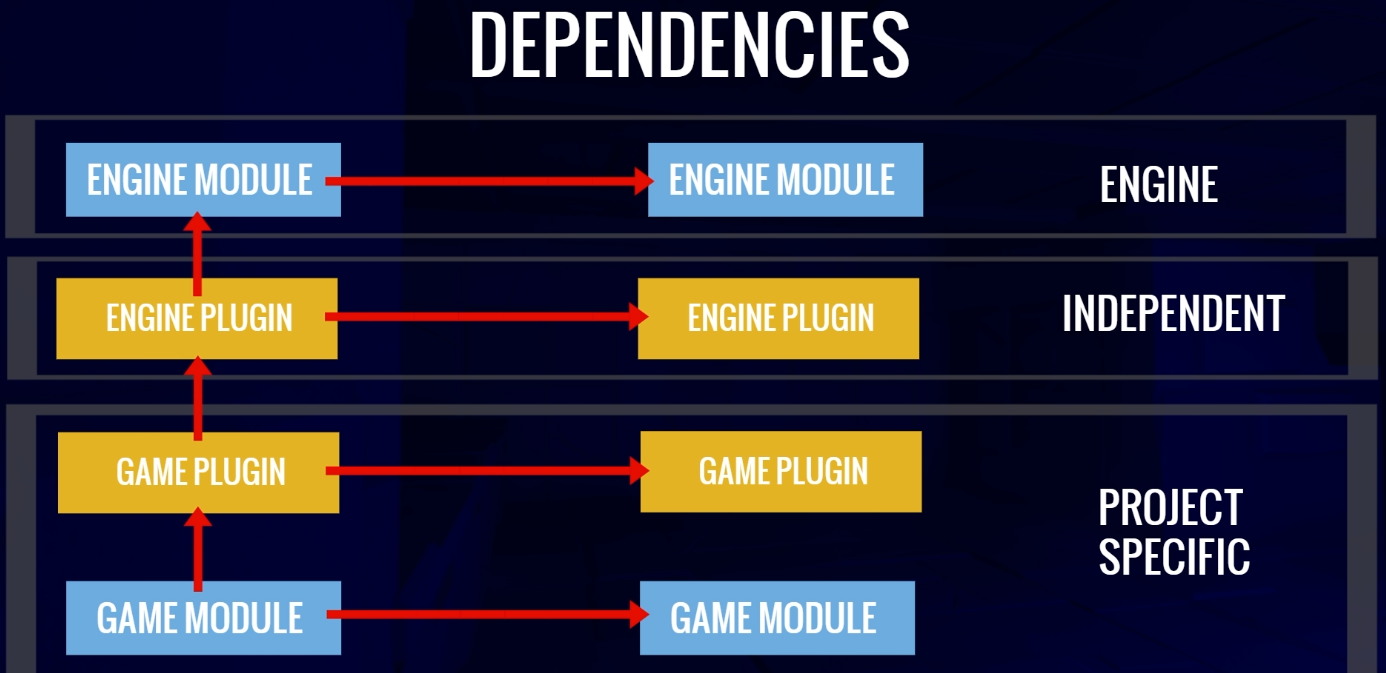 DEPENDENCIES
ENGINE MODULE
ENGINE MODULE
ENGINE
ENGINE PLUGIN
ENGINE PLUGIN
INDEPENDENT
GAME PLUGIN
GAME PLUGIN
PROJECT
SPECIFIC
GAME MODULE
GAME MODULE